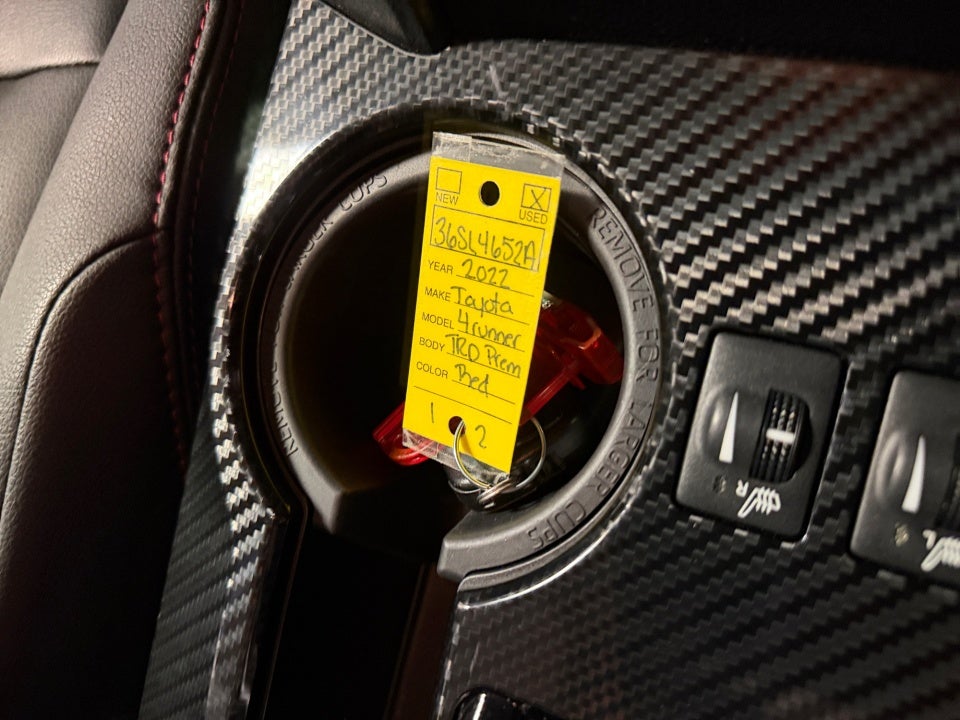 NEW
USED
X
36SL4652A
YEAR 2022
MAKE Tayota
MODEL 4runner
BODY TRD Prem
COLOR Red
1 2
REMOVE FOR LARGER CUPS
CUPS
R
L